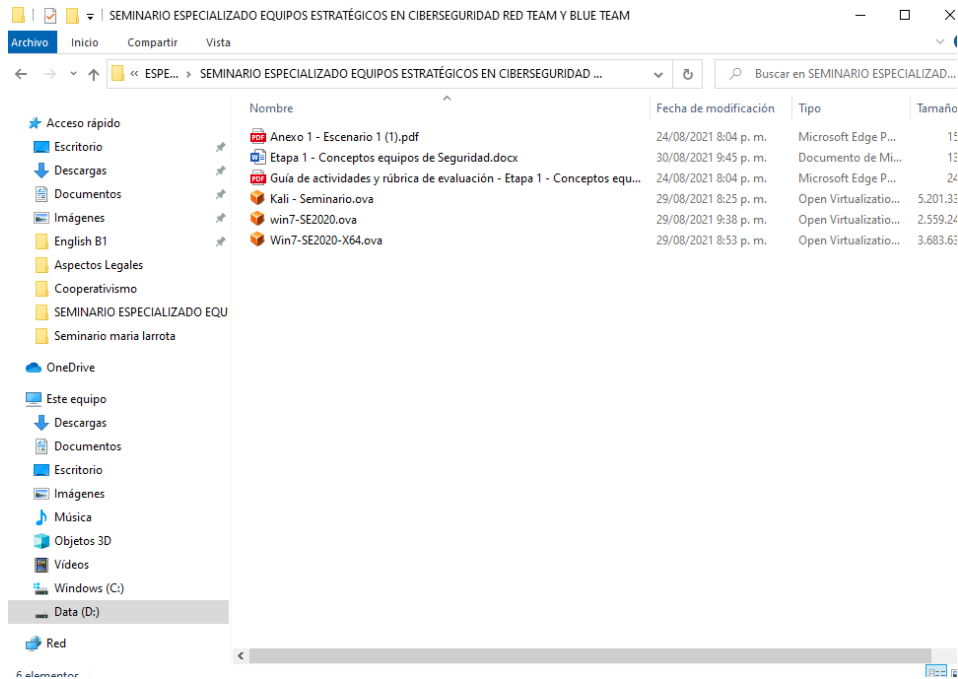 SEMINARIO ESPECIALIZADO EQUIPOS ESTRATÉGICOS EN CIBERSEGURIDAD RED TEAM Y BLUE TEAM
Archivo Inicio Compartir Vista
« ESPE... › SEMINARIO ESPECIALIZADO EQUIPOS ESTRATÉGICOS EN CIBERSEGURIDAD ... Buscar en SEMINARIO ESPECIALIZAD...
Nombre Fecha de modificación Tipo Tamaño
Acceso rápido
Escritorio
Descargas
Documentos
Imágenes
English B1
Aspectos Legales
Cooperativismo
SEMINARIO ESPECIALIZADO EQU
Seminario maria larrota
OneDrive
Este equipo
Descargas
Documentos
Escritorio
Imágenes
Música
Objetos 3D
Vídeos
Windows (C:)
Data (D:)
Red
PDF Anexo 1 - Escenario 1 (1).pdf 24/08/2021 8:04 p. m. Microsoft Edge P... 15
Etapa 1 - Conceptos equipos de Seguridad.docx 30/08/2021 9:45 p. m. Documento de Mi... 13
PDF Guía de actividades y rúbrica de evaluación - Etapa 1 - Conceptos equ... 24/08/2021 8:04 p. m. Microsoft Edge P... 24
Kali - Seminario.ova 29/08/2021 8:25 p. m. Open Virtualizatio... 5.201.33
win7-SE2020.ova 29/08/2021 9:38 p. m. Open Virtualizatio... 2.559.24
Win7-SE2020-X64.ova 29/08/2021 8:53 p. m. Open Virtualizatio... 3.683.63
6 elementos